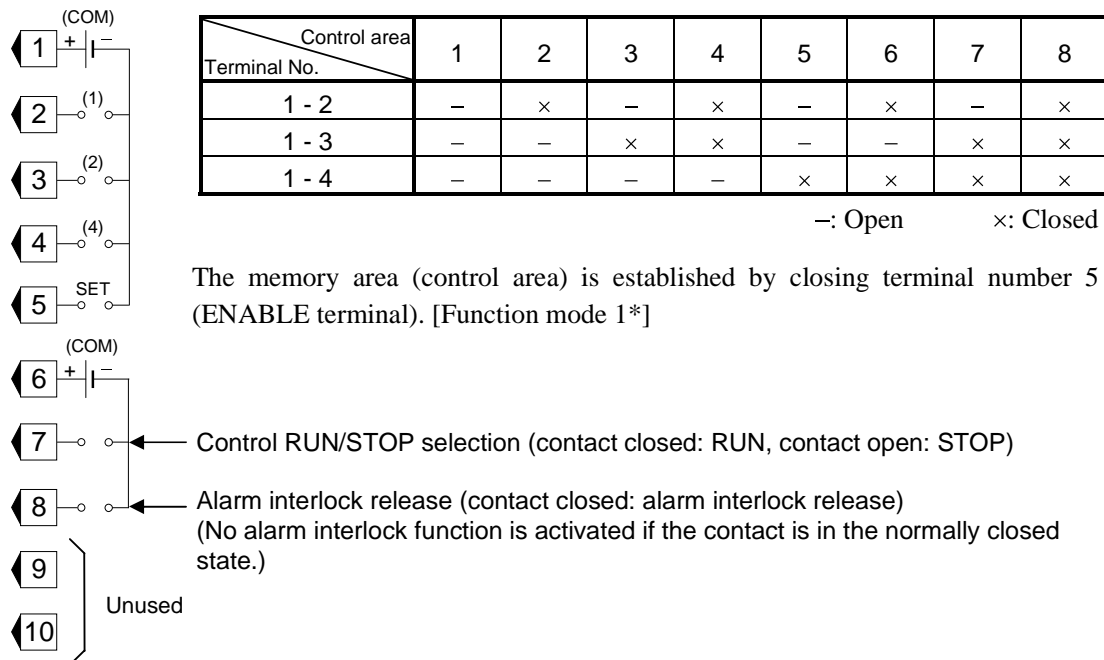 (COM)
1 + –
2 (1)
3 (2)
4 (4)
5 SET
Control area 1 2 3 4 5 6 7 8
Terminal No.
1 - 2 – × – × – × – ×
1 - 3 – – × × – – × ×
1 - 4 – – – – × × × ×
–: Open ×: Closed
The memory area (control area) is established by closing terminal number 5
(ENABLE terminal). [Function mode 1*]
(COM)
6 + –
7 Control RUN/STOP selection (contact closed: RUN, contact open: STOP)
8 Alarm interlock release (contact closed: alarm interlock release)
(No alarm interlock function is activated if the contact is in the normally closed
state.)
9
Unused
10